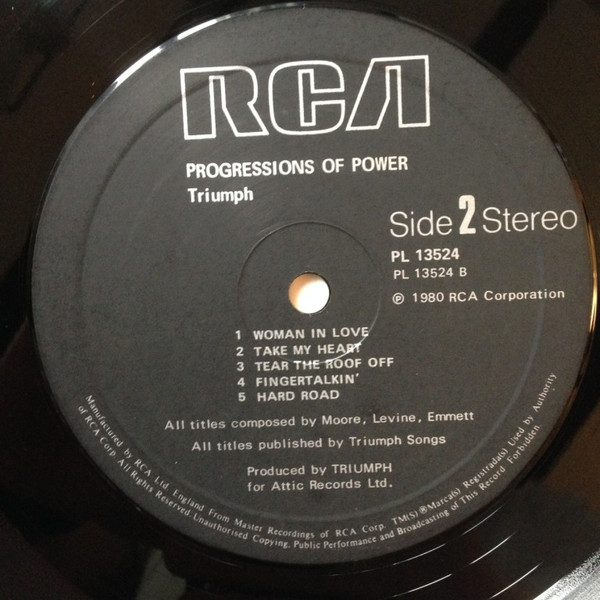 RCA
PROGRESSIONS OF POWER
Triumph
Side 2 Stereo
PL 13524
PL 13524 B
℗ 1980 RCA Corporation
1 WOMAN IN LOVE
2 TAKE MY HEART
3 TEAR THE ROOF OFF
4 FINGERTALKIN'
5 HARD ROAD
All titles composed by Moore, Levine, Emmett
All titles published by Triumph Songs
Produced by TRIUMPH
for Attic Records Ltd.
Manufactured by RCA Ltd. England From Master Recordings of RCA Corp. TM(S)®Marca(s) Registrada(s) Used by Authority
of RCA Corp. All Rights Reserved Unauthorised Copying, Public Performance and Broadcasting of This Record Forbidden.